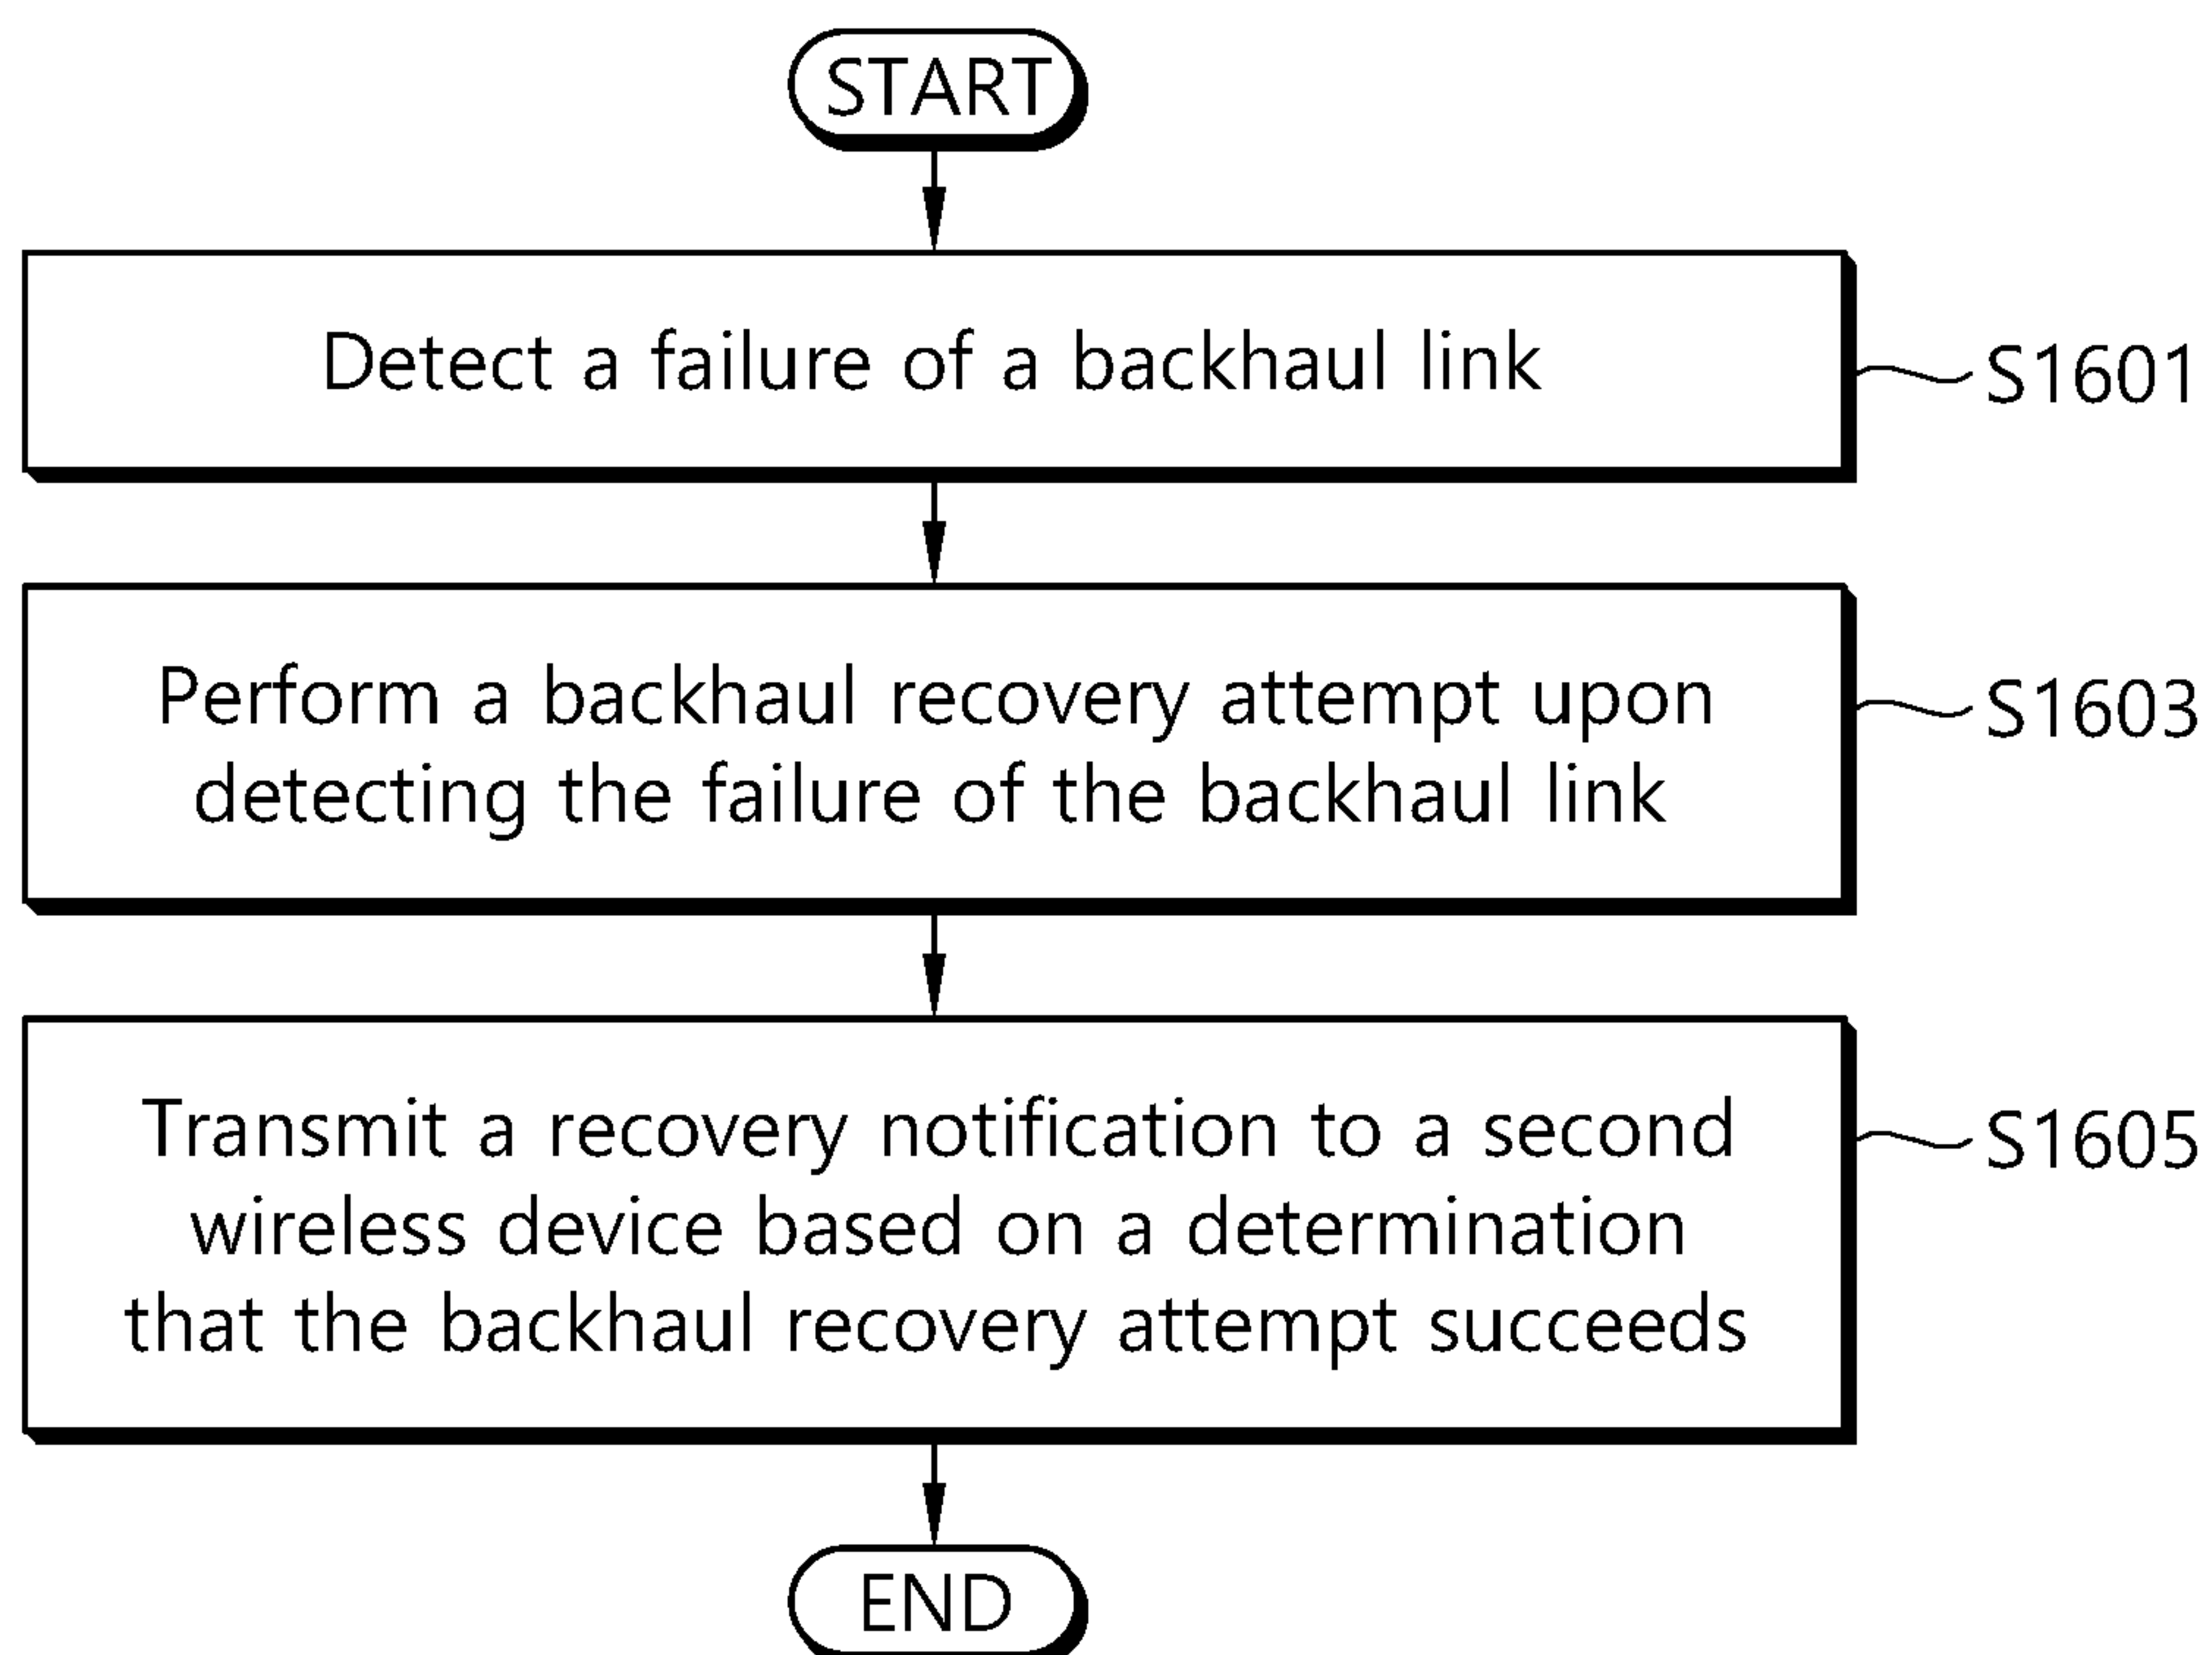 START
Detect a failure of a backhaul link
S1601
Perform a backhaul recovery attempt upon
detecting the failure of the backhaul link
S1603
Transmit a recovery notification to a second
wireless device based on a determination
that the backhaul recovery attempt succeeds
S1605
END